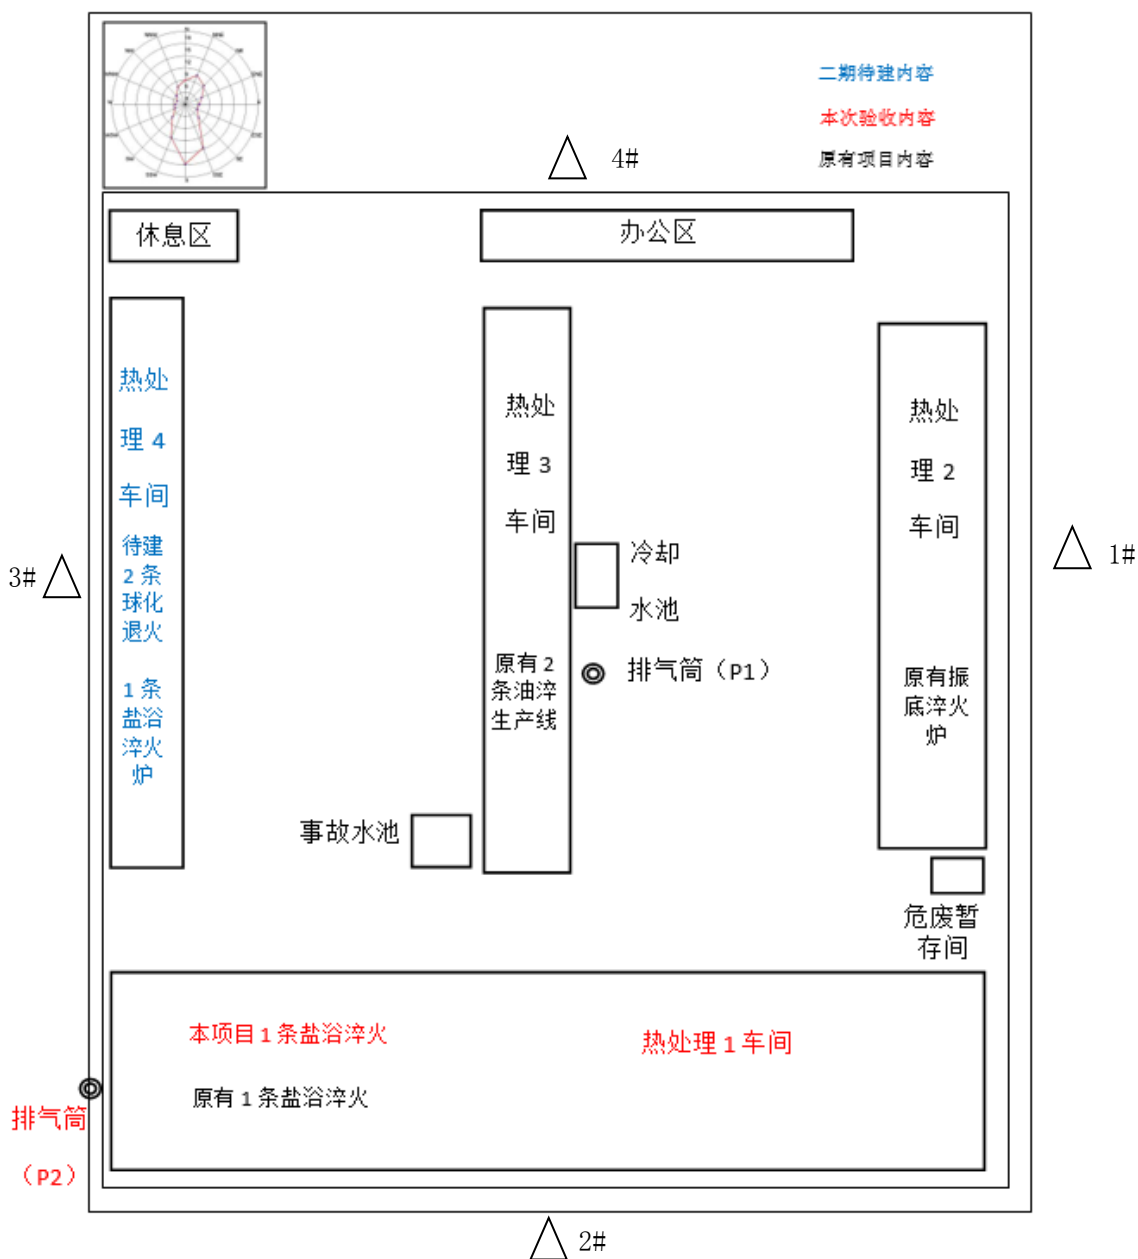 二期待建内容
本次验收内容
原有项目内容
4#
休息区
办公区
热处
理 4
车间
待建
2 条
球化
退火
1 条
盐浴
淬火
炉
热处
理 3
车间
原有 2
条油淬
生产线
冷却
水池
排气筒（P1）
热处
理 2
车间
原有振
底淬火
炉
3#
1#
事故水池
危废暂
存间
本项目 1 条盐浴淬火
热处理 1 车间
原有 1 条盐浴淬火
排气筒
（P2）
2#